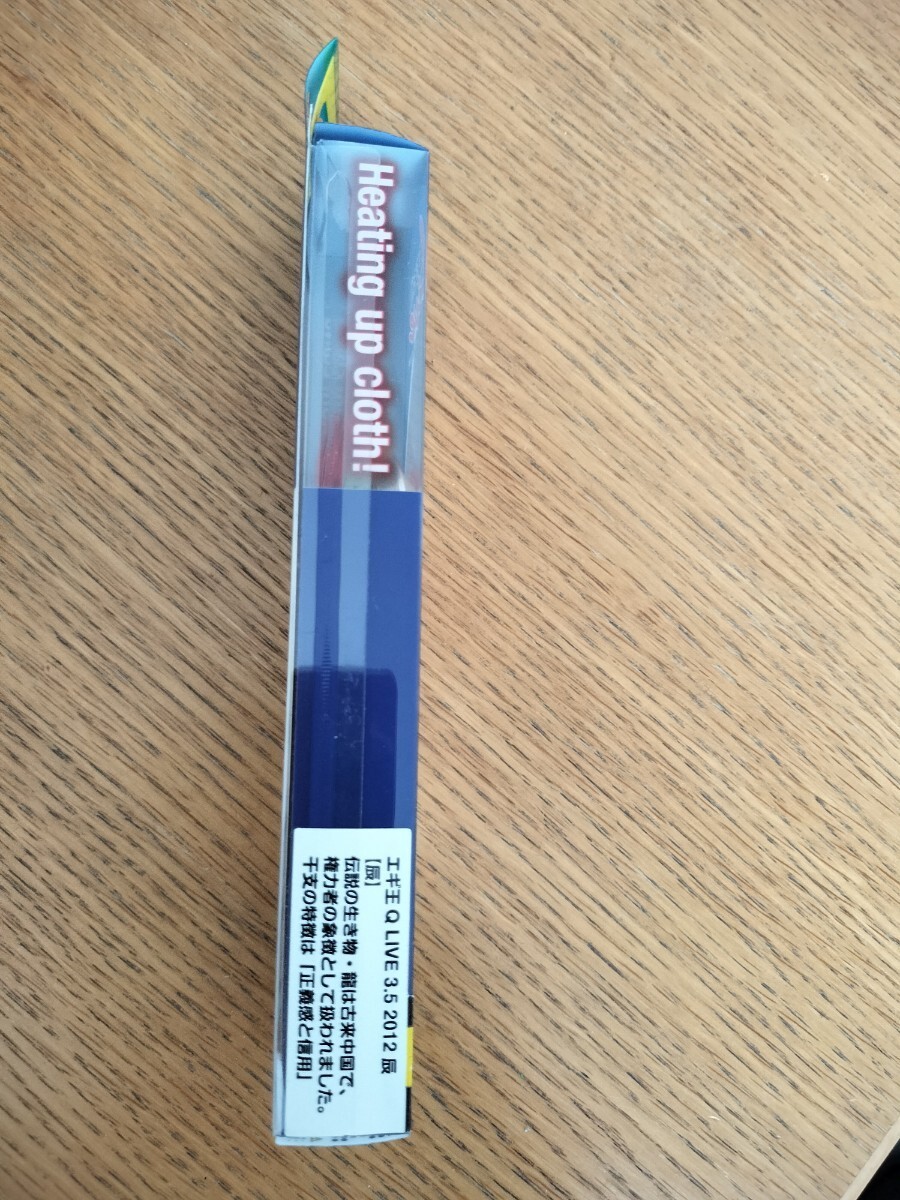 Heating up cloth!
エギ王 Q LIVE 3.5 2012 辰
【辰】
伝説の生き物・龍は古来中国で、
権力者の象徴として扱われました。
干支の特徴は「正義感と信用」